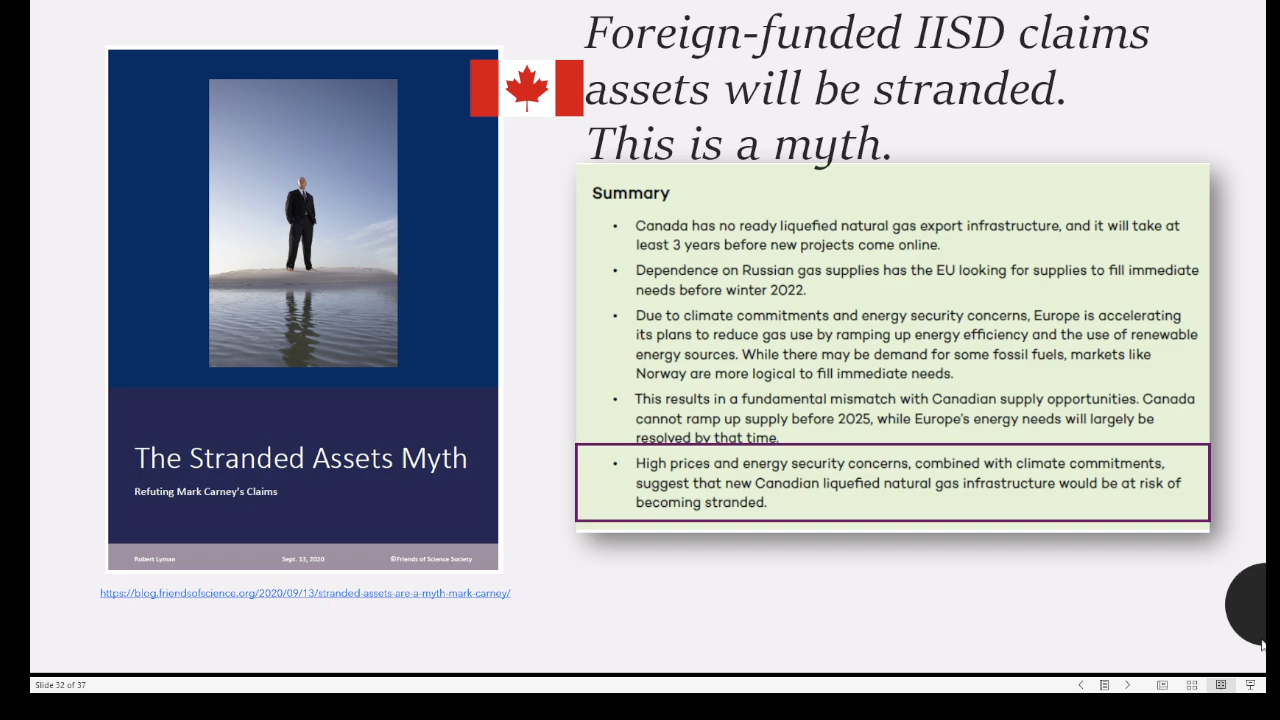 Foreign-funded IISD claims
assets will be stranded.
This is a myth.
Summary
• Canada has no ready liquefied natural gas export infrastructure, and it will take at
least 3 years before new projects come online.
• Dependence on Russian gas supplies has the EU looking for supplies to fill immediate
needs before winter 2022.
• Due to climate commitments and energy security concerns, Europe is accelerating
its plans to reduce gas use by ramping up energy efficiency and the use of renewable
energy sources. While there may be demand for some fossil fuels, markets like
Norway are more logical to fill immediate needs.
• This results in a fundamental mismatch with Canadian supply opportunities. Canada
cannot ramp up supply before 2025, while Europe's energy needs will largely be
resolved by that time.
• High prices and energy security concerns, combined with climate commitments,
suggest that new Canadian liquefied natural gas infrastructure would be at risk of
becoming stranded.
The Stranded Assets Myth
Refuting Mark Carney's Claims
Robert Lyman Sept. 13, 2020 ©Friends of Science Society
https://blog.friendsofscience.org/2020/09/13/stranded-assets-are-a-myth-mark-carney/
Slide 32 of 37